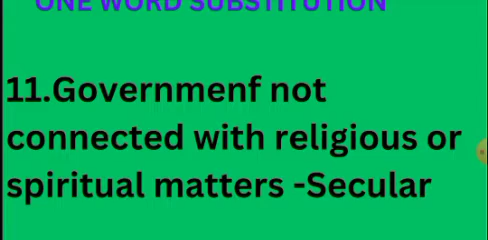 ONE WORD SUBSTITUTION
11.Governmenf not
connected with religious or
spiritual matters -Secular